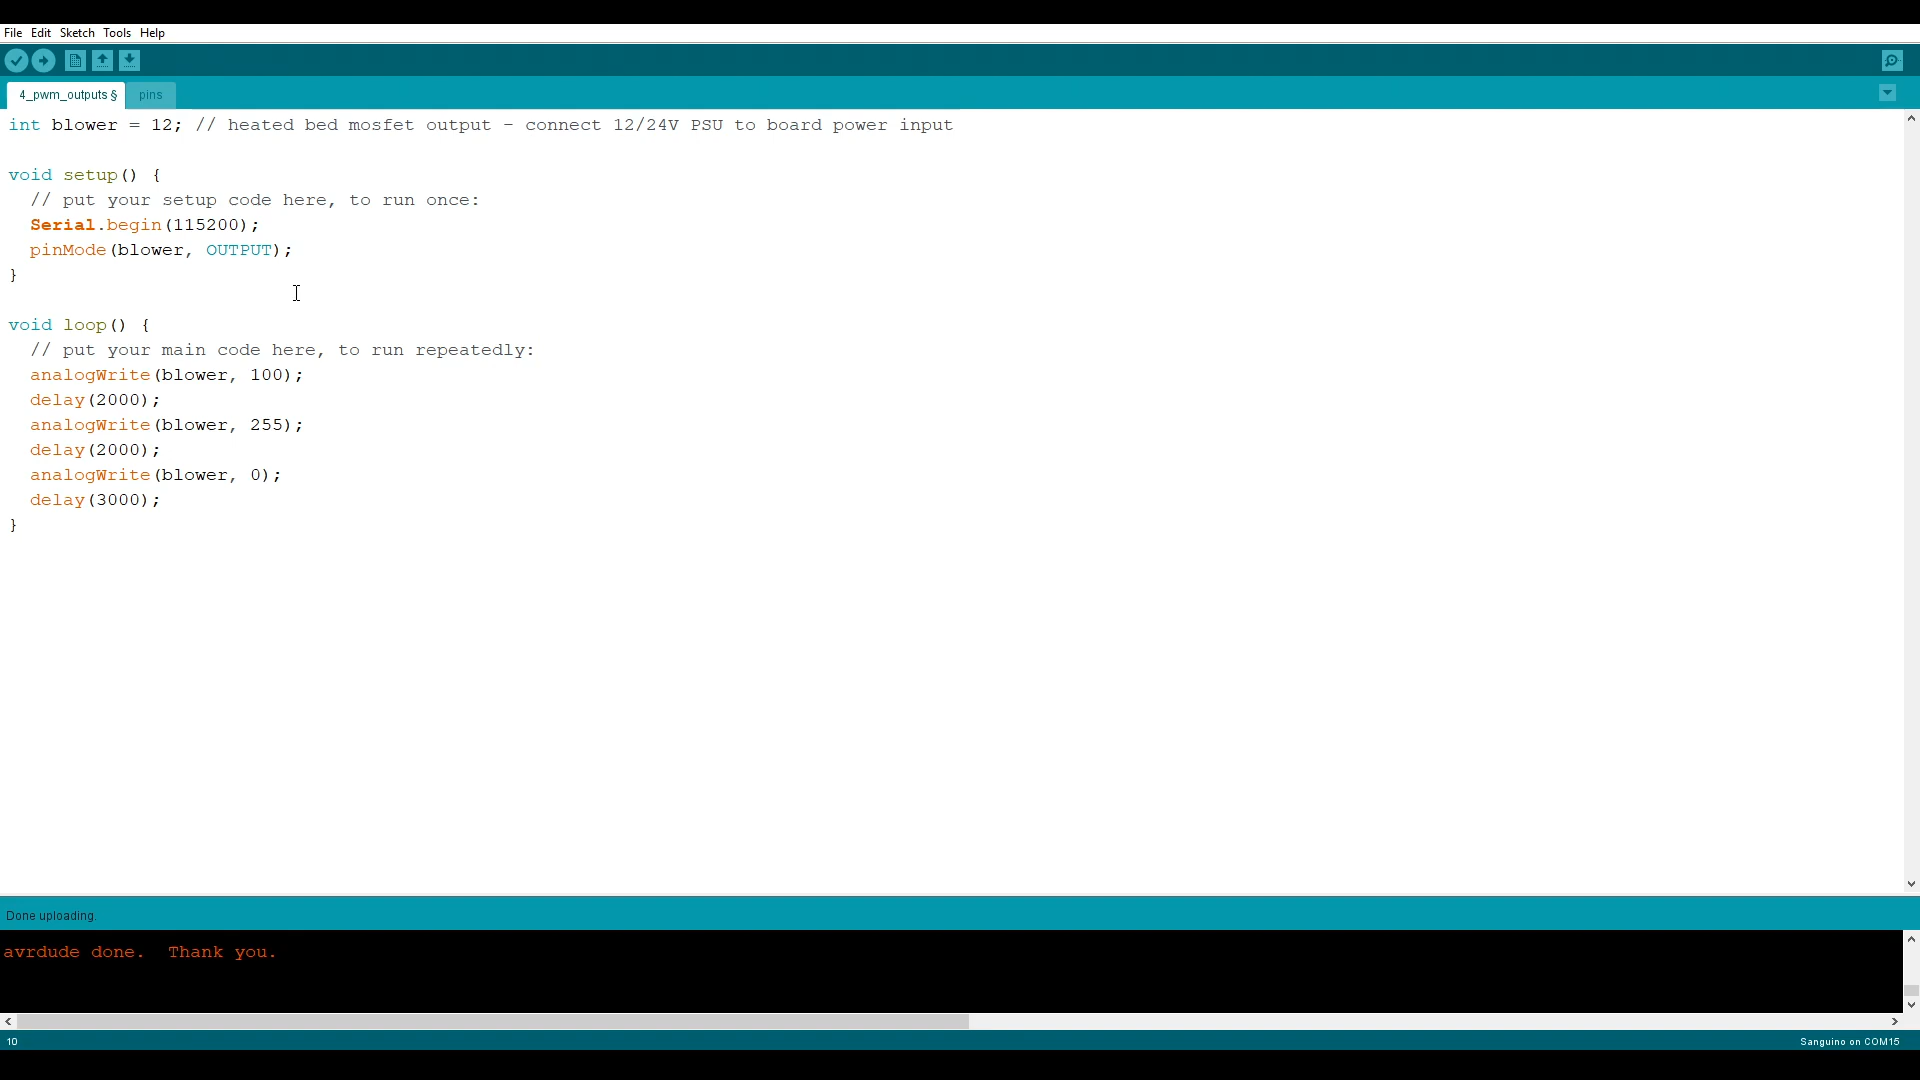 File Edit Sketch Tools Help
4_pwm_outputs § pins
int blower = 12; // heated bed mosfet output - connect 12/24V PSU to board power input
void setup() {
// put your setup code here, to run once:
Serial.begin(115200);
pinMode(blower, OUTPUT);
}
void loop() {
// put your main code here, to run repeatedly:
analogWrite(blower, 100);
delay(2000);
analogWrite(blower, 255);
delay(2000);
analogWrite(blower, 0);
delay(3000);
}
Done uploading.
avrdude done.  Thank you.
10 Sanguino on COM15